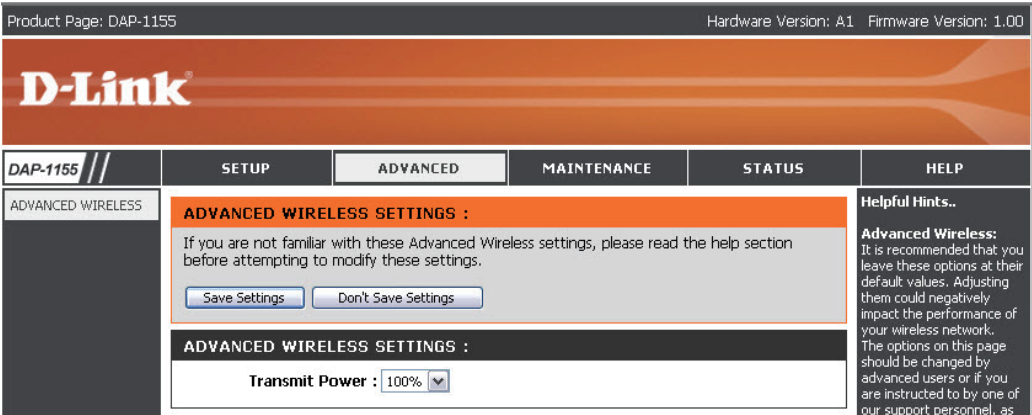 Product Page: DAP-1155 Hardware Version: A1 Firmware Version: 1.00
D-Link
DAP-1155 SETUP ADVANCED MAINTENANCE STATUS HELP
ADVANCED WIRELESS
ADVANCED WIRELESS SETTINGS :
If you are not familiar with these Advanced Wireless settings, please read the help section
before attempting to modify these settings.
Save Settings Don't Save Settings
ADVANCED WIRELESS SETTINGS :
Transmit Power : 100%
Helpful Hints..
Advanced Wireless:
It is recommended that you
leave these options at their
default values. Adjusting
them could negatively
impact the performance of
your wireless network.
The options on this page
should be changed by
advanced users or if you
are instructed to by one of
our support personnel, as